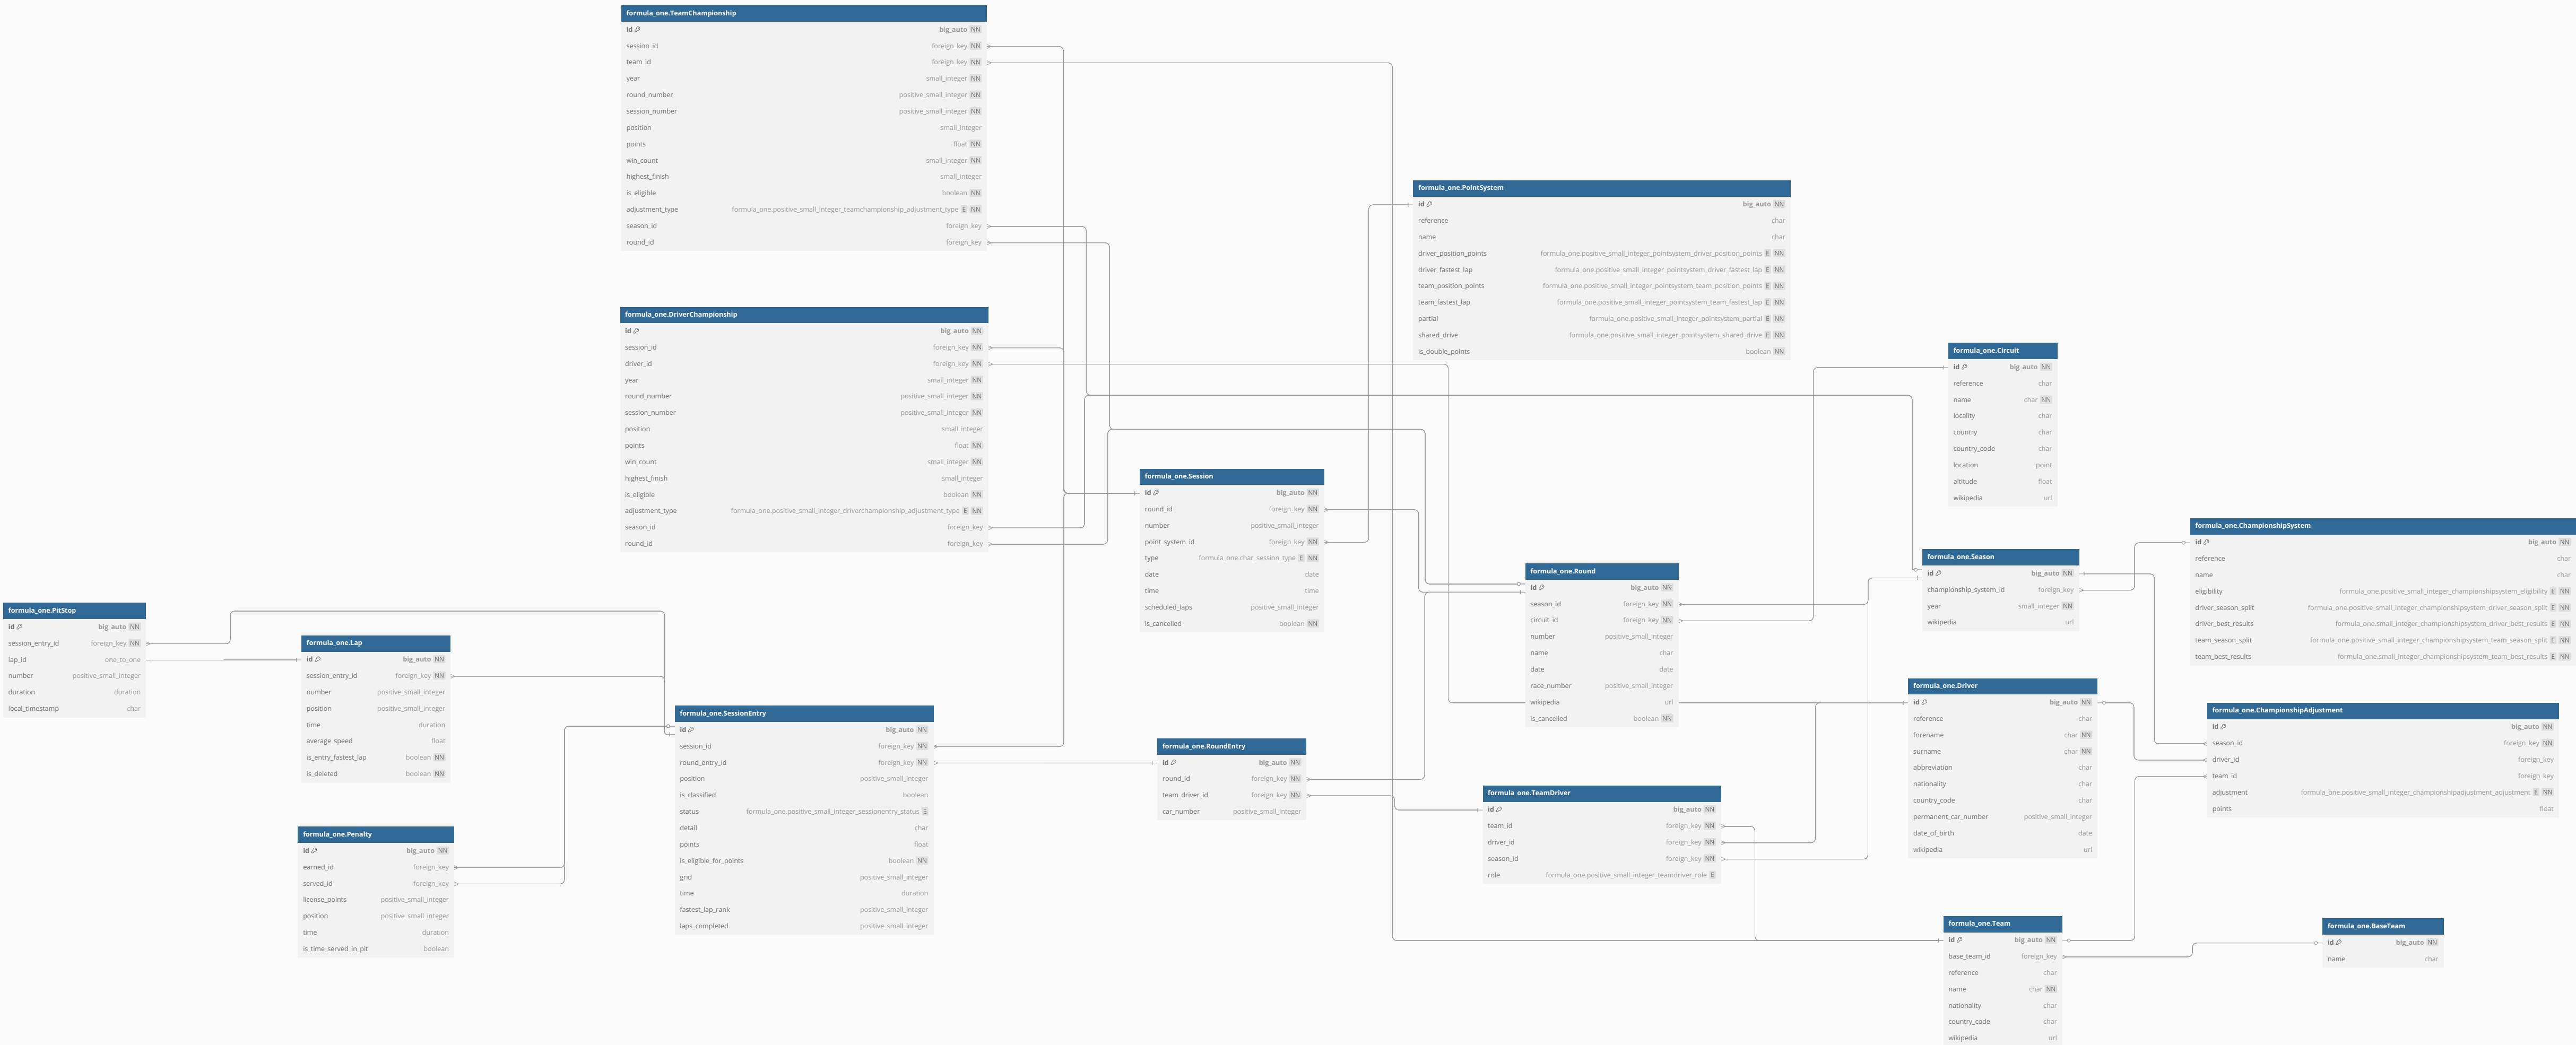 formula_one.TeamChampionship
id big_auto NN
session_id foreign_key NN
team_id foreign_key NN
year small_integer NN
round_number positive_small_integer NN
session_number positive_small_integer NN
position small_integer
points float NN
win_count small_integer NN
highest_finish small_integer
is_eligible boolean NN
adjustment_type formula_one.positive_small_integer_teamchampionship_adjustment_type E NN
season_id foreign_key
round_id foreign_key
formula_one.PointSystem
id big_auto NN
reference char
name char
driver_position_points formula_one.positive_small_integer_pointsystem_driver_position_points E NN
driver_fastest_lap formula_one.positive_small_integer_pointsystem_driver_fastest_lap E NN
team_position_points formula_one.positive_small_integer_pointsystem_team_position_points E NN
team_fastest_lap formula_one.positive_small_integer_pointsystem_team_fastest_lap E NN
partial formula_one.positive_small_integer_pointsystem_partial E NN
shared_drive formula_one.positive_small_integer_pointsystem_shared_drive E NN
is_double_points boolean NN
formula_one.DriverChampionship
id big_auto NN
session_id foreign_key NN
driver_id foreign_key NN
year small_integer NN
round_number positive_small_integer NN
session_number positive_small_integer NN
position small_integer
points float NN
win_count small_integer NN
highest_finish small_integer
is_eligible boolean NN
adjustment_type formula_one.positive_small_integer_driverchampionship_adjustment_type E NN
season_id foreign_key
round_id foreign_key
formula_one.Circuit
id big_auto NN
reference char
name char NN
locality char
country char
country_code char
location point
altitude float
wikipedia url
formula_one.Session
id big_auto NN
round_id foreign_key NN
number positive_small_integer
point_system_id foreign_key NN
type formula_one.char_session_type E NN
date date
time time
scheduled_laps positive_small_integer
is_cancelled boolean NN
formula_one.ChampionshipSystem
id big_auto NN
reference char
name char
eligibility formula_one.positive_small_integer_championshipsystem_eligibility E NN
driver_season_split formula_one.positive_small_integer_championshipsystem_driver_season_split E NN
driver_best_results formula_one.small_integer_championshipsystem_driver_best_results E NN
team_season_split formula_one.positive_small_integer_championshipsystem_team_season_split E NN
team_best_results formula_one.small_integer_championshipsystem_team_best_results E NN
formula_one.Season
id big_auto NN
championship_system_id foreign_key
year small_integer NN
wikipedia url
formula_one.Round
id big_auto NN
season_id foreign_key NN
circuit_id foreign_key NN
number positive_small_integer
name char
date date
race_number positive_small_integer
wikipedia url
is_cancelled boolean NN
formula_one.PitStop
id big_auto NN
session_entry_id foreign_key NN
lap_id one_to_one
number positive_small_integer
duration duration
local_timestamp char
formula_one.Lap
id big_auto NN
session_entry_id foreign_key NN
number positive_small_integer
position positive_small_integer
time duration
average_speed float
is_entry_fastest_lap boolean NN
is_deleted boolean NN
formula_one.Driver
id big_auto NN
reference char
forename char NN
surname char NN
abbreviation char
nationality char
country_code char
permanent_car_number positive_small_integer
date_of_birth date
wikipedia url
formula_one.ChampionshipAdjustment
id big_auto NN
season_id foreign_key NN
driver_id foreign_key
team_id foreign_key
adjustment formula_one.positive_small_integer_championshipadjustment_adjustment E NN
points float
formula_one.SessionEntry
id big_auto NN
session_id foreign_key NN
round_entry_id foreign_key NN
position positive_small_integer
is_classified boolean
status formula_one.positive_small_integer_sessionentry_status E
detail char
points float
is_eligible_for_points boolean NN
grid positive_small_integer
time duration
fastest_lap_rank positive_small_integer
laps_completed positive_small_integer
formula_one.RoundEntry
id big_auto NN
round_id foreign_key NN
team_driver_id foreign_key NN
car_number positive_small_integer
formula_one.TeamDriver
id big_auto NN
team_id foreign_key NN
driver_id foreign_key NN
season_id foreign_key NN
role formula_one.positive_small_integer_teamdriver_role E
formula_one.Penalty
id big_auto NN
earned_id foreign_key
served_id foreign_key
license_points positive_small_integer
position positive_small_integer
time duration
is_time_served_in_pit boolean
formula_one.Team
id big_auto NN
base_team_id foreign_key
reference char
name char NN
nationality char
country_code char
wikipedia url
formula_one.BaseTeam
id big_auto NN
name char